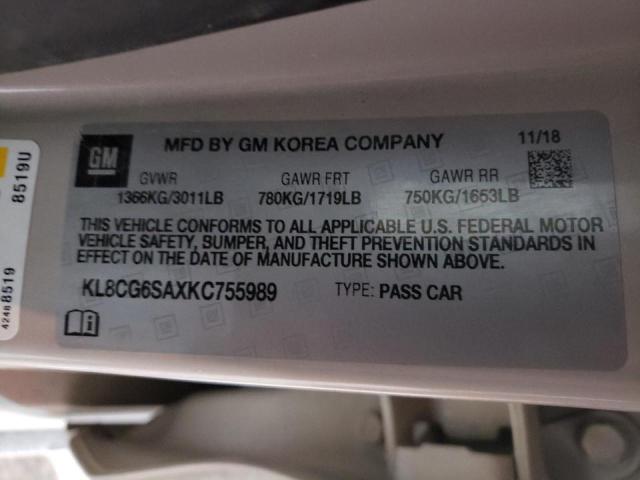 GM
MFD BY GM KOREA COMPANY
11/18
GVWR
GAWR FRT
GAWR RR
1366KG/3011LB
780KG/1719LB
750KG/1653LB
THIS VEHICLE CONFORMS TO ALL APPLICABLE U.S. FEDERAL MOTOR
VEHICLE SAFETY, BUMPER, AND THEFT PREVENTION STANDARDS IN
EFFECT ON THE DATE OF MANUFACTURE SHOWN ABOVE.
KL8CG6SAXKC755989
TYPE: PASS CAR
8519U
42488519